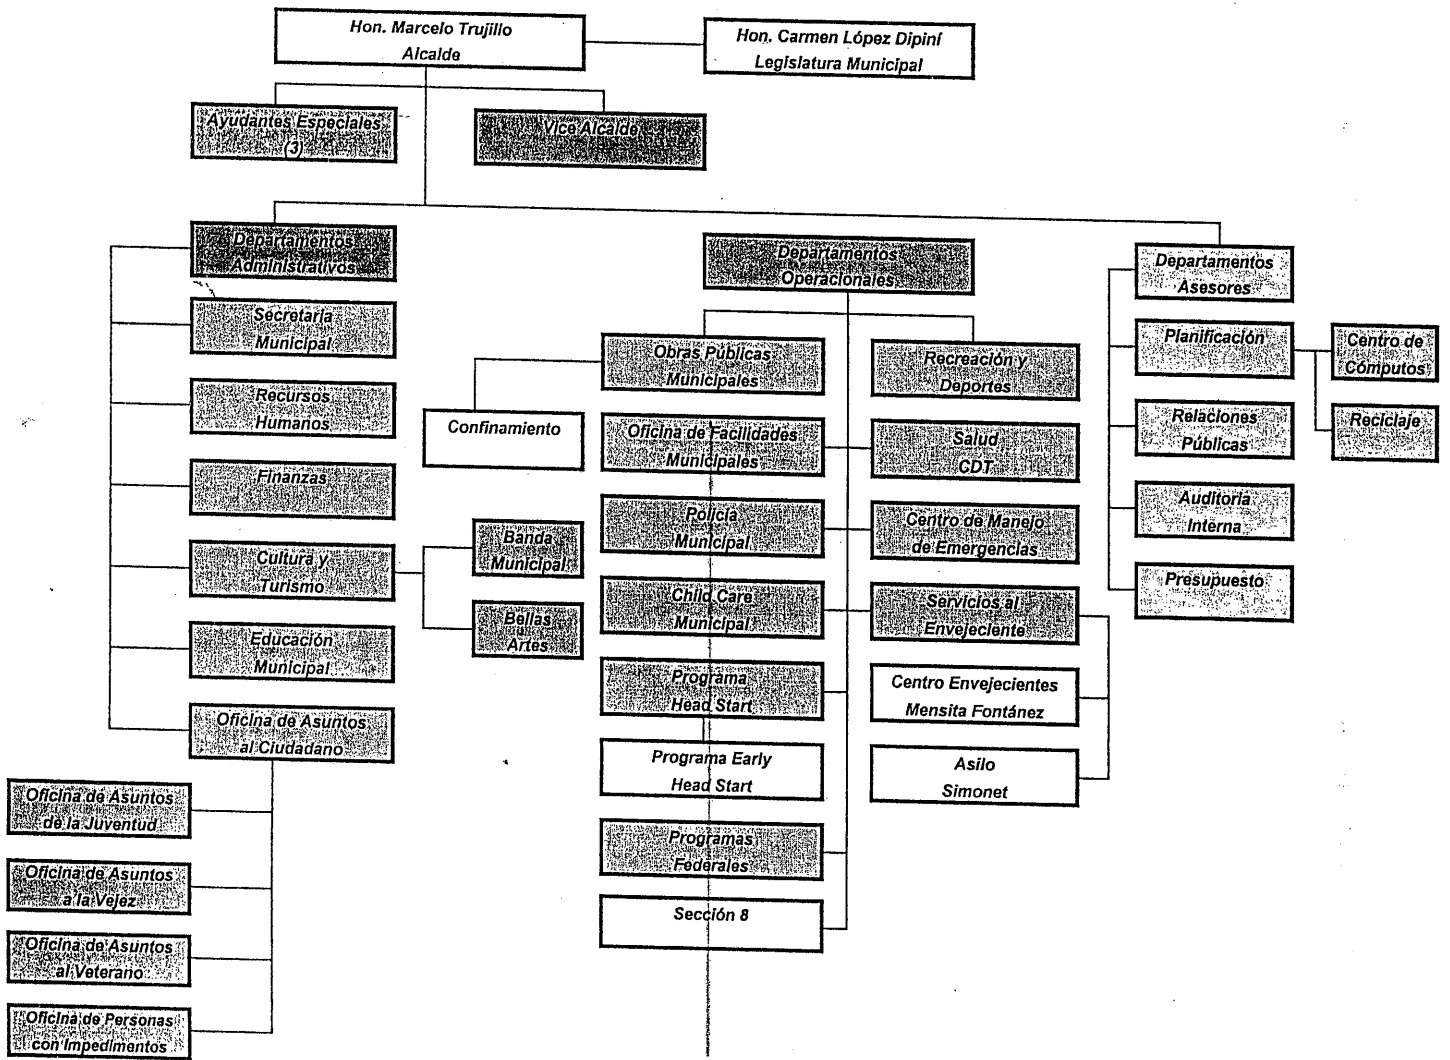 Hon. Marcelo Trujillo
Alcalde
Hon. Carmen López Dipiní
Legislatura Municipal
Ayudantes Especiales
(3)
Vice Alcalde
Departamentos
Administrativos
Secretaría
Municipal
Recursos
Humanos
Finanzas
Cultura y
Turismo
Banda
Municipal
Bellas
Artes
Educación
Municipal
Oficina de Asuntos
al Ciudadano
Oficina de Asuntos
de la Juventud
Oficina de Asuntos
a la Vejez
Oficina de Asuntos
al Veterano
Oficina de Personas
con Impedimentos
Departamentos
Operacionales
Obras Públicas
Municipales
Confinamiento
Oficina de Facilidades
Municipales
Policía
Municipal
Child Care
Municipal
Programa
Head Start
Programa Early
Head Start
Programas
Federales
Sección 8
Recreación y
Deportes
Salud
CDT
Centro de Manejo
de Emergencias
Servicios al
Envejeciente
Centro Envejecientes
Mensita Fontánez
Asilo
Simonet
Departamentos
Asesores
Planificación
Centro de
Cómputos
Reciclaje
Relaciones
Públicas
Auditoría
Interna
Presupuesto